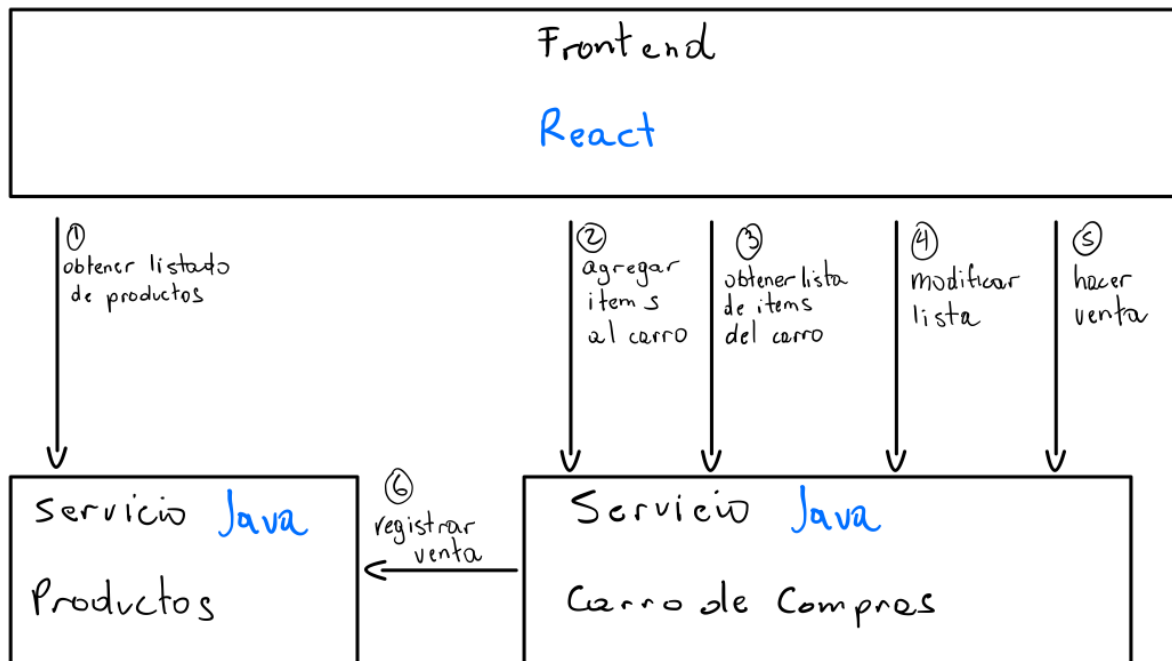 Frontend
React
①
obtener listado
de productos
②
agregar
items
al carro
③
obtener lista
de items
del carro
④
modificar
lista
⑤
hacer
venta
Servicio Java
Productos
⑥
registrar
venta
Servicio Java
Carro de Compras